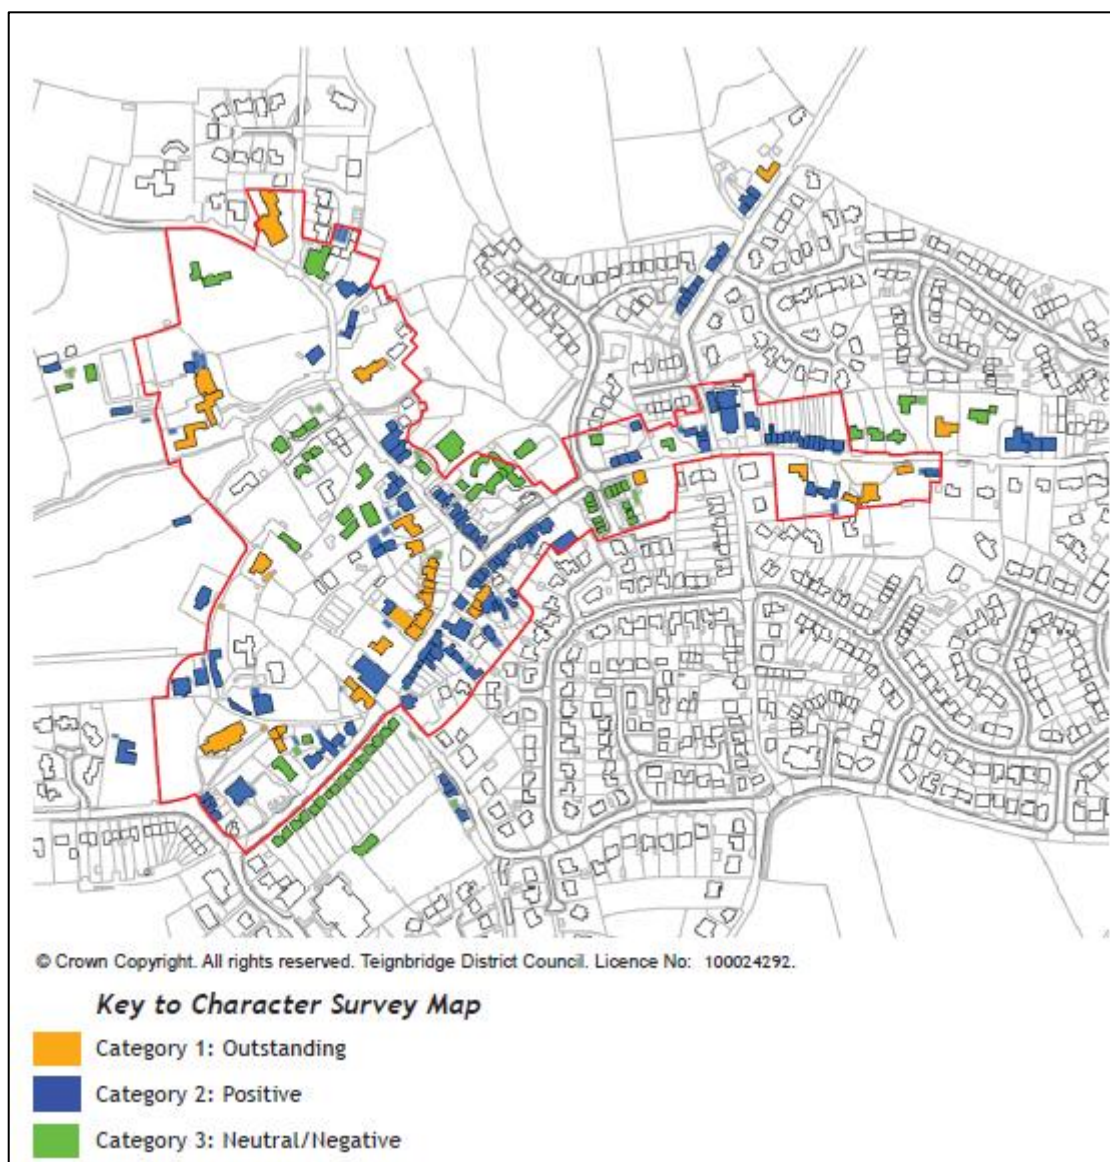 © Crown Copyright. All rights reserved. Teignbridge District Council. Licence No: 100024292.
Key to Character Survey Map
Category 1: Outstanding
Category 2: Positive
Category 3: Neutral/Negative